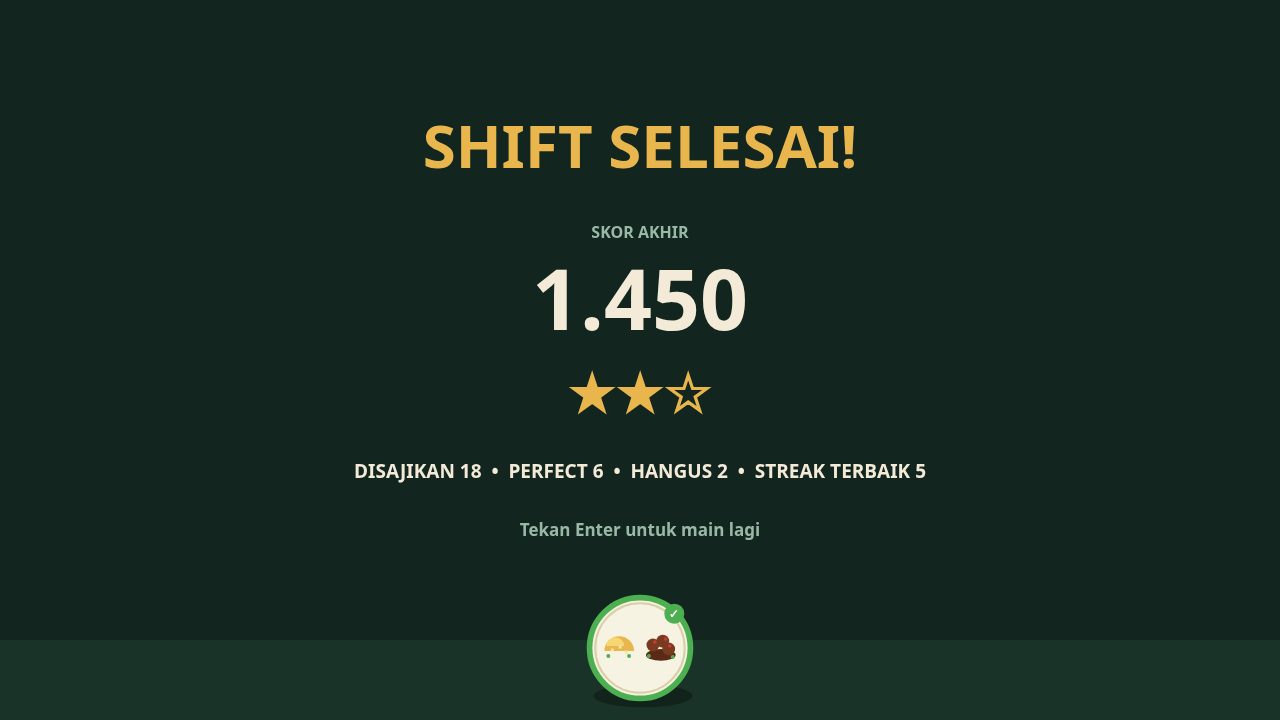 SHIFT SELESAI!
SKOR AKHIR
1.450
★★☆
DISAJIKAN 18 • PERFECT 6 • HANGUS 2 • STREAK TERBAIK 5
Tekan Enter untuk main lagi
✓